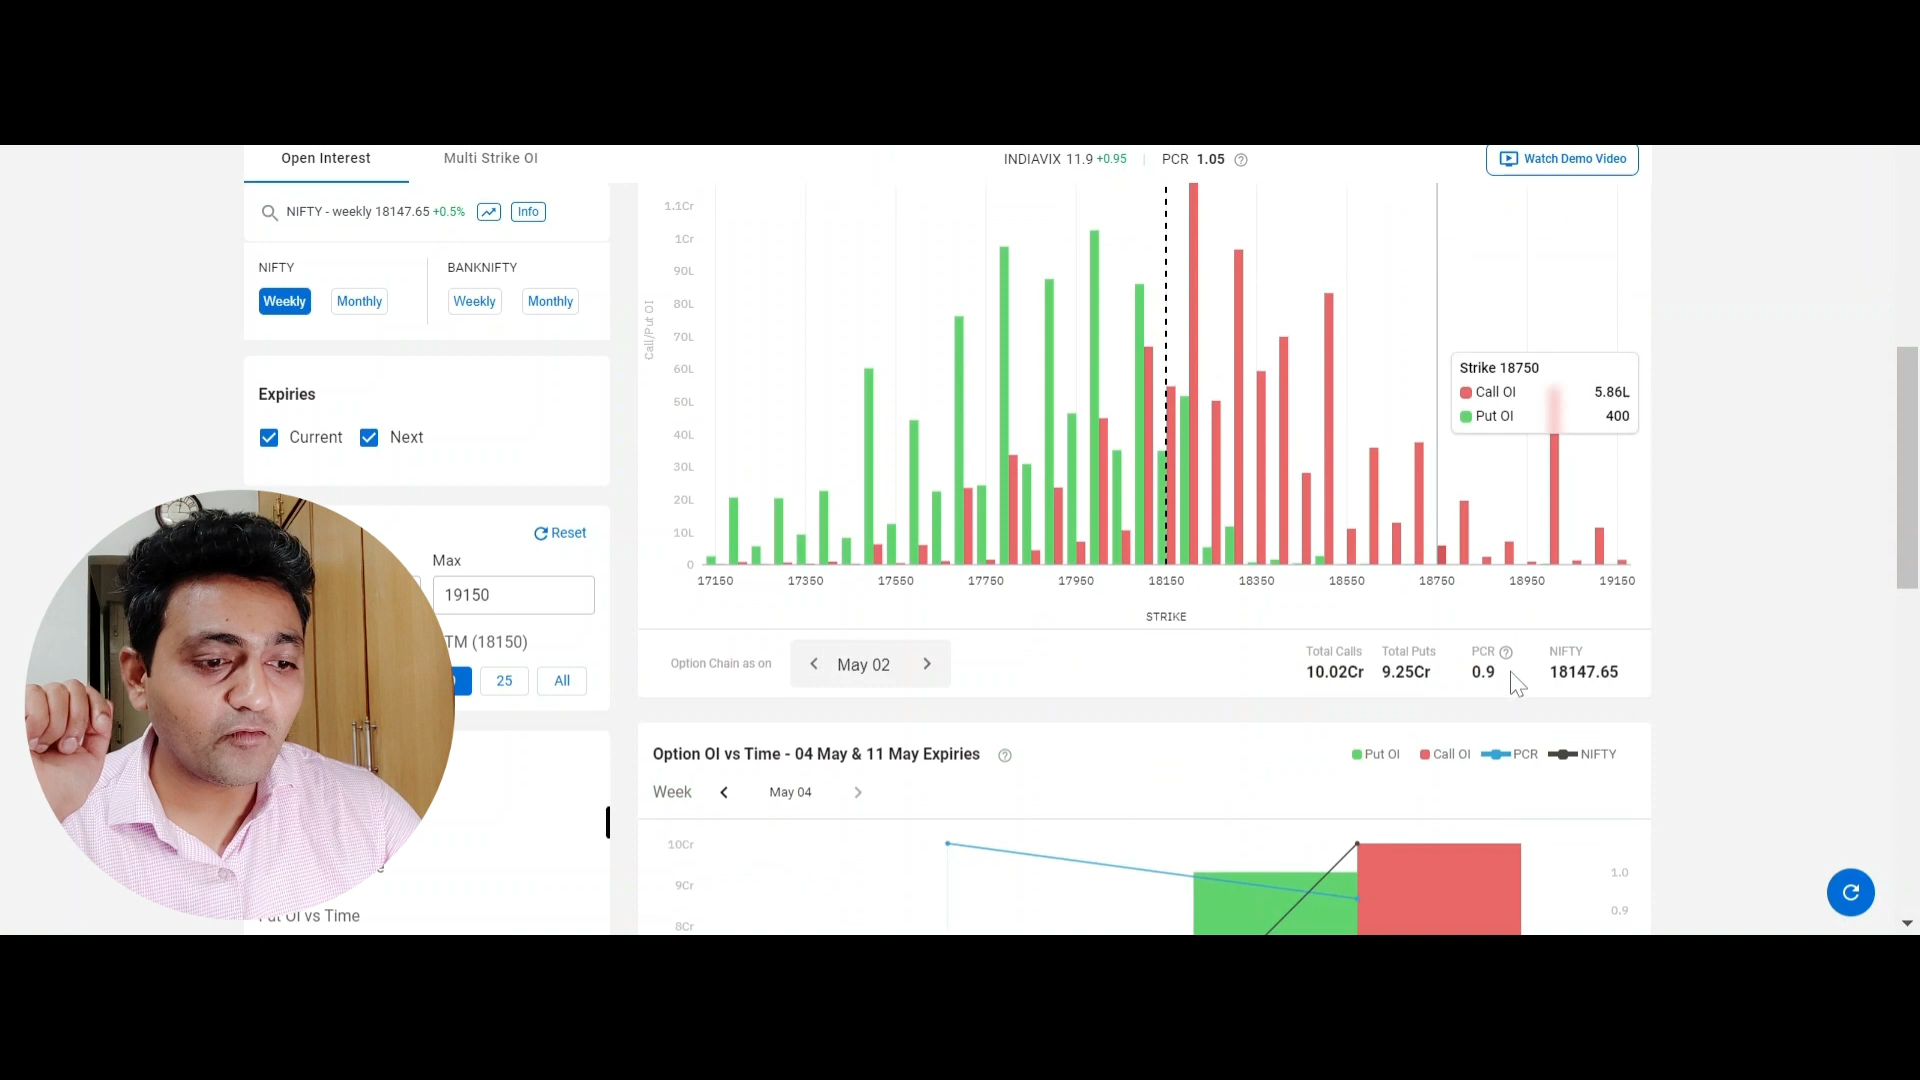 Open Interest
Multi Strike OI
INDIAVIX 11.9 +0.95
PCR 1.05
Watch Demo Video
NIFTY - weekly 18147.65 +0.5%
Info
NIFTY
BANKNIFTY
Weekly
Monthly
Weekly
Monthly
Expiries
Current
Next
Reset
Max
19150
TM (18150)
25
All
Put OI vs Time
Call/Put OI
1.1Cr
1Cr
90L
80L
70L
60L
50L
40L
30L
20L
10L
0
17150 17350 17550 17750 17950 18150 18350 18550 18750 18950 19150
STRIKE
Strike 18750
Call OI 5.86L
Put OI 400
Option Chain as on
May 02
Total Calls
10.02Cr
Total Puts
9.25Cr
PCR
0.9
NIFTY
18147.65
Option OI vs Time - 04 May & 11 May Expiries
Put OI
Call OI
PCR
NIFTY
Week
May 04
10Cr
9Cr
8Cr
1.0
0.9